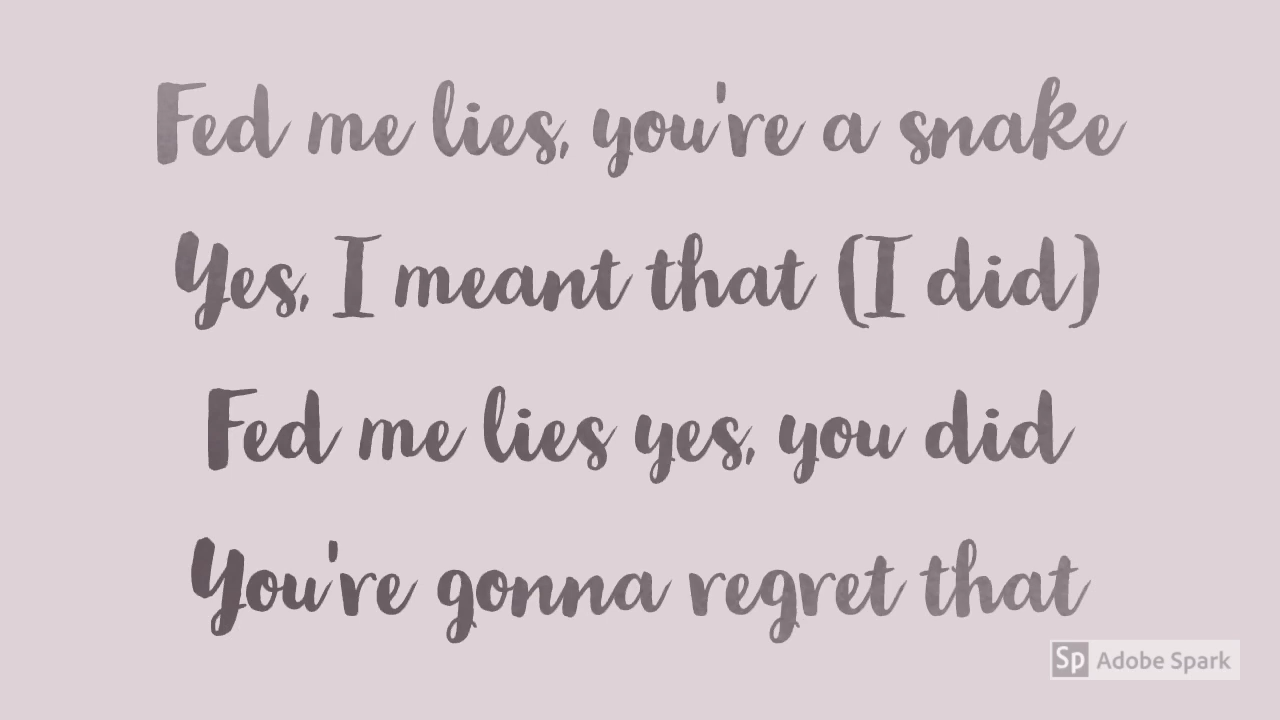 Fed me lies, you're a snake
Yes, I meant that (I did)
Fed me lies yes, you did
You're gonna regret that
Sp Adobe Spark